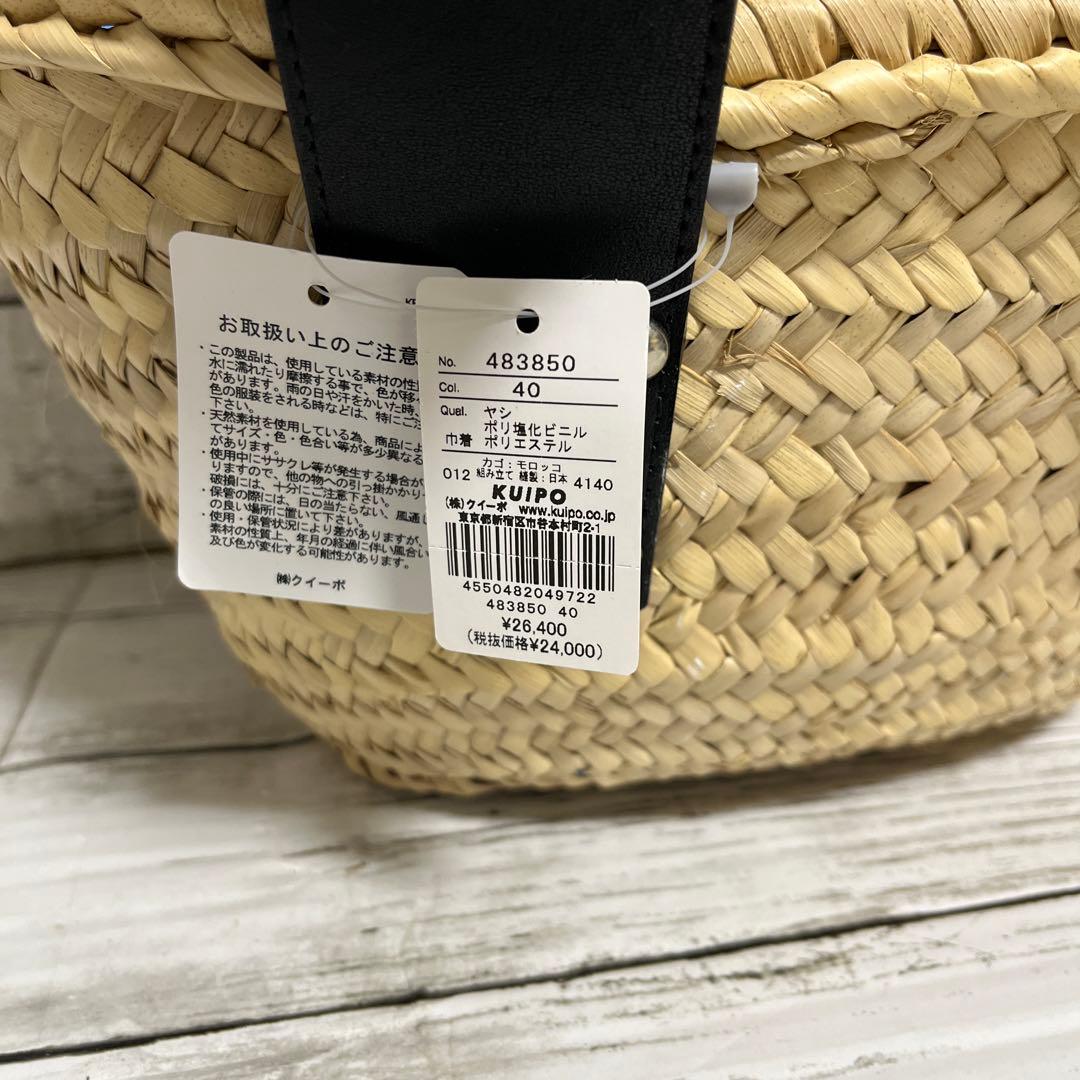 お取扱い上のご注意
・この製品は、使用している素材の性
水に濡れたり摩擦する事で、色が移
があります。雨の日や汗をかいた時、
色の服装をされる時などは、特にご注
下さい。
・天然素材を使用している為、商品によ
てサイズ・色・色合い等が多少異なる
があります。
・使用中にササクレ等が発生する場合が
りますので、他の物への引っ掛かかり
破損には、十分にご注意下さい。
・保管の際には、日の当たらない、風通し
の良い場所に置いて下さい。
・使用・保管状況により差がありますが、
素材の性質上、年月の経過に伴い風合い
及び色が変化する可能性があります。
㈱クイーポ
No. 483850
Col. 40
Qual. ヤシ
ポリ塩化ビニル
巾着 ポリエステル
カゴ：モロッコ
012 組み立て 縫製：日本 4140
KUIPO
(株)クイーポ www.kuipo.co.jp
東京都新宿区市谷本村町2-1
4550482049722
483850 40
¥26,400
(税抜価格¥24,000)